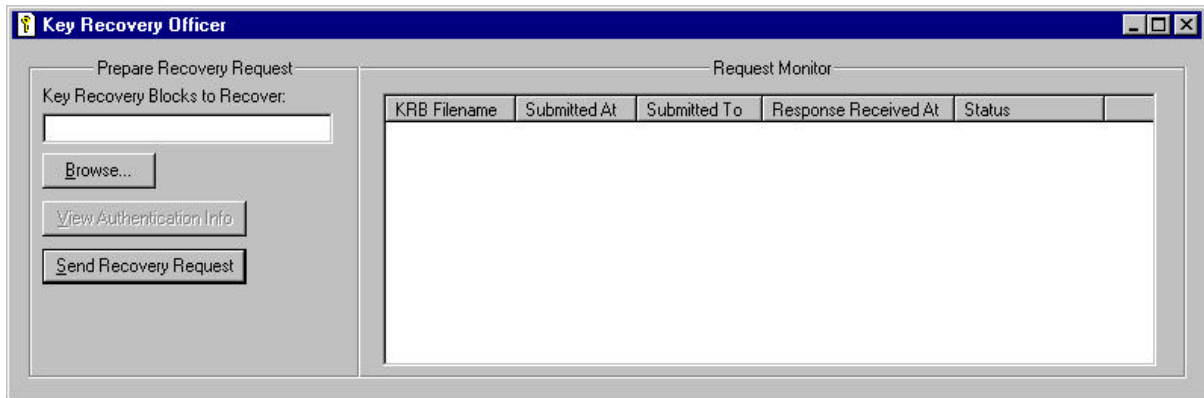 Key Recovery Officer
Prepare Recovery Request
Key Recovery Blocks to Recover:
Browse...
View Authentication Info
Send Recovery Request
Request Monitor
KRB Filename Submitted At Submitted To Response Received At Status